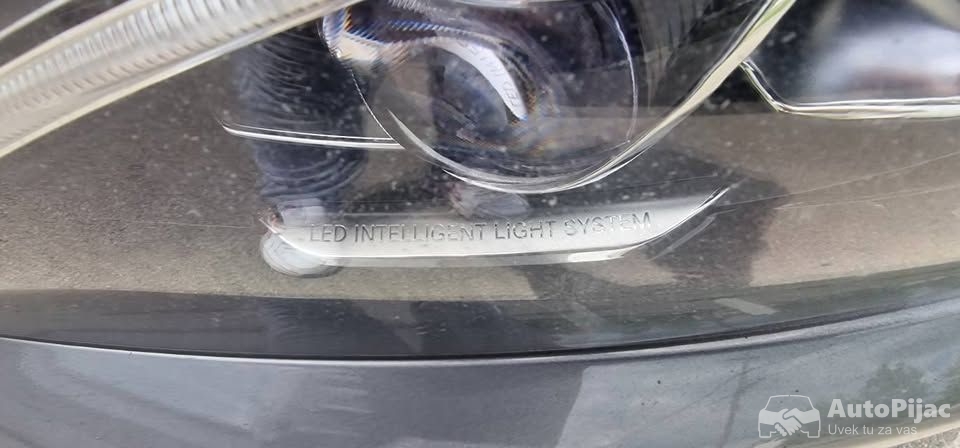 LED INTELLIGENT LIGHT SYSTEM
AutoPijac
Uvek tu za vas